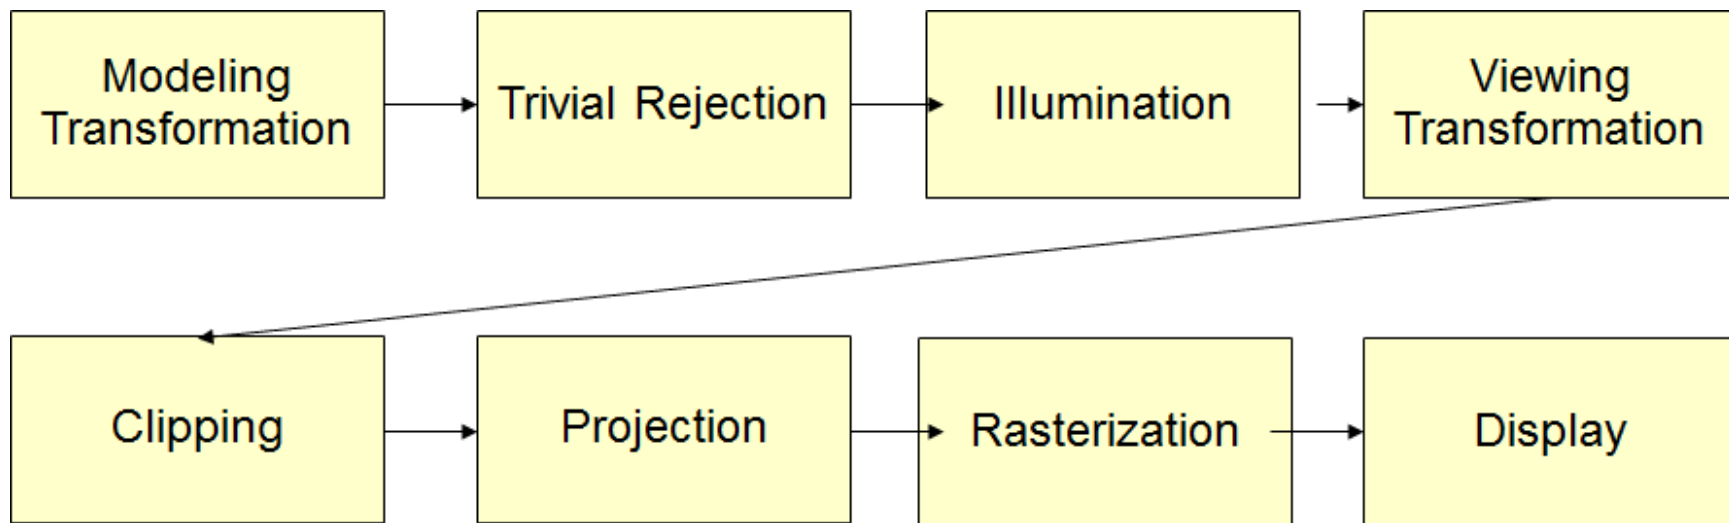 Modeling
Transformation
Trivial Rejection
Illumination
Viewing
Transformation
Clipping
Projection
Rasterization
Display